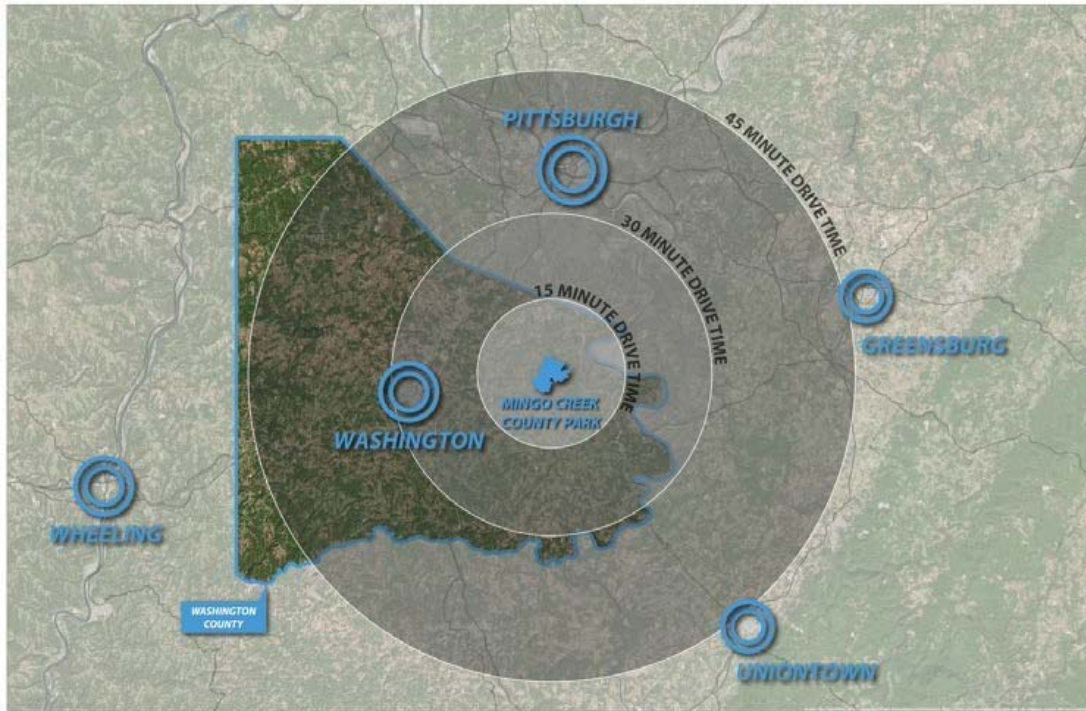 PITTSBURGH
45 MINUTE DRIVE TIME
30 MINUTE DRIVE TIME
15 MINUTE DRIVE TIME
GREENSBURG
MINGO CREEK
COUNTY PARK
WASHINGTON
WHEELING
WASHINGTON
COUNTY
UNIONTOWN